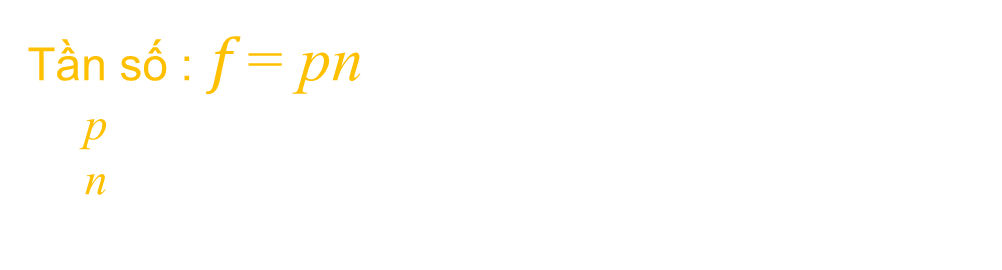 Tần số : f = pn
p
n